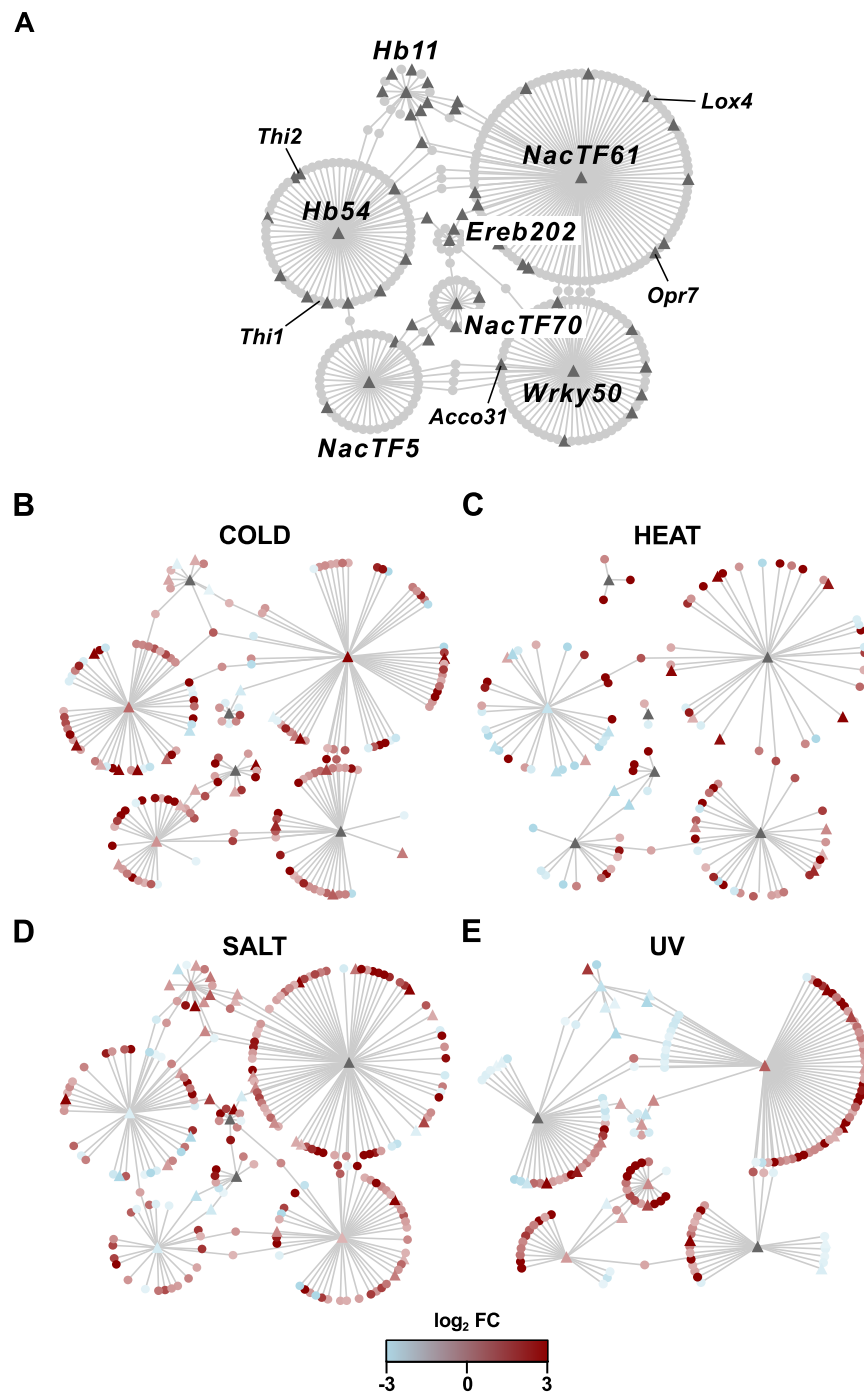 A
Hb11
Lox4
Thi2
NacTF61
Hb54
Ereb202
Opr7
Thi1
NacTF70
Acco31
Wrky50
NacTF5
B
COLD
C
HEAT
D
SALT
E
UV
log2 FC
-3 0 3